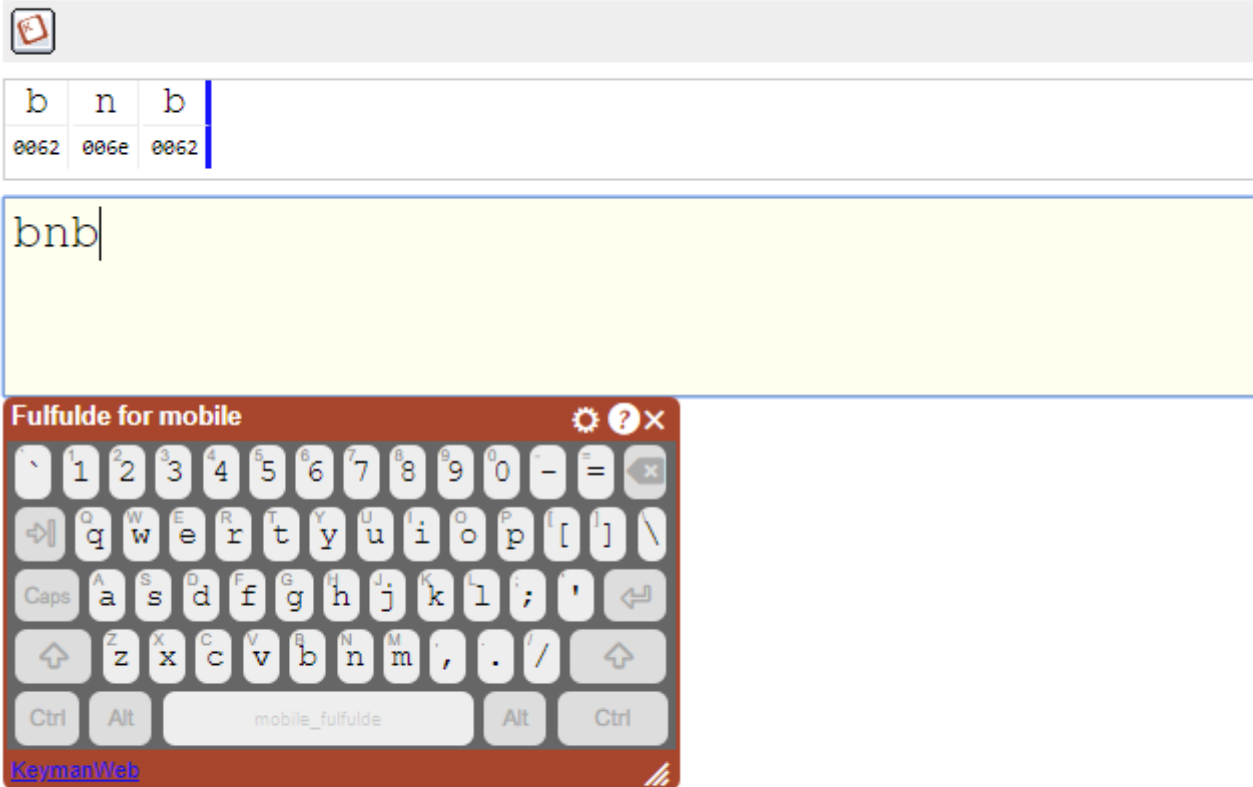 b n b
0062 006e 0062
bnb
Fulfulde for mobile
` 1 2 3 4 5 6 7 8 9 0 - =
q w e r t y u i o p [ ] \
Caps a s d f g h j k l ; '
z x c v b n m , . /
Ctrl Alt mobile_fulfulde Alt Ctrl
KeymanWeb